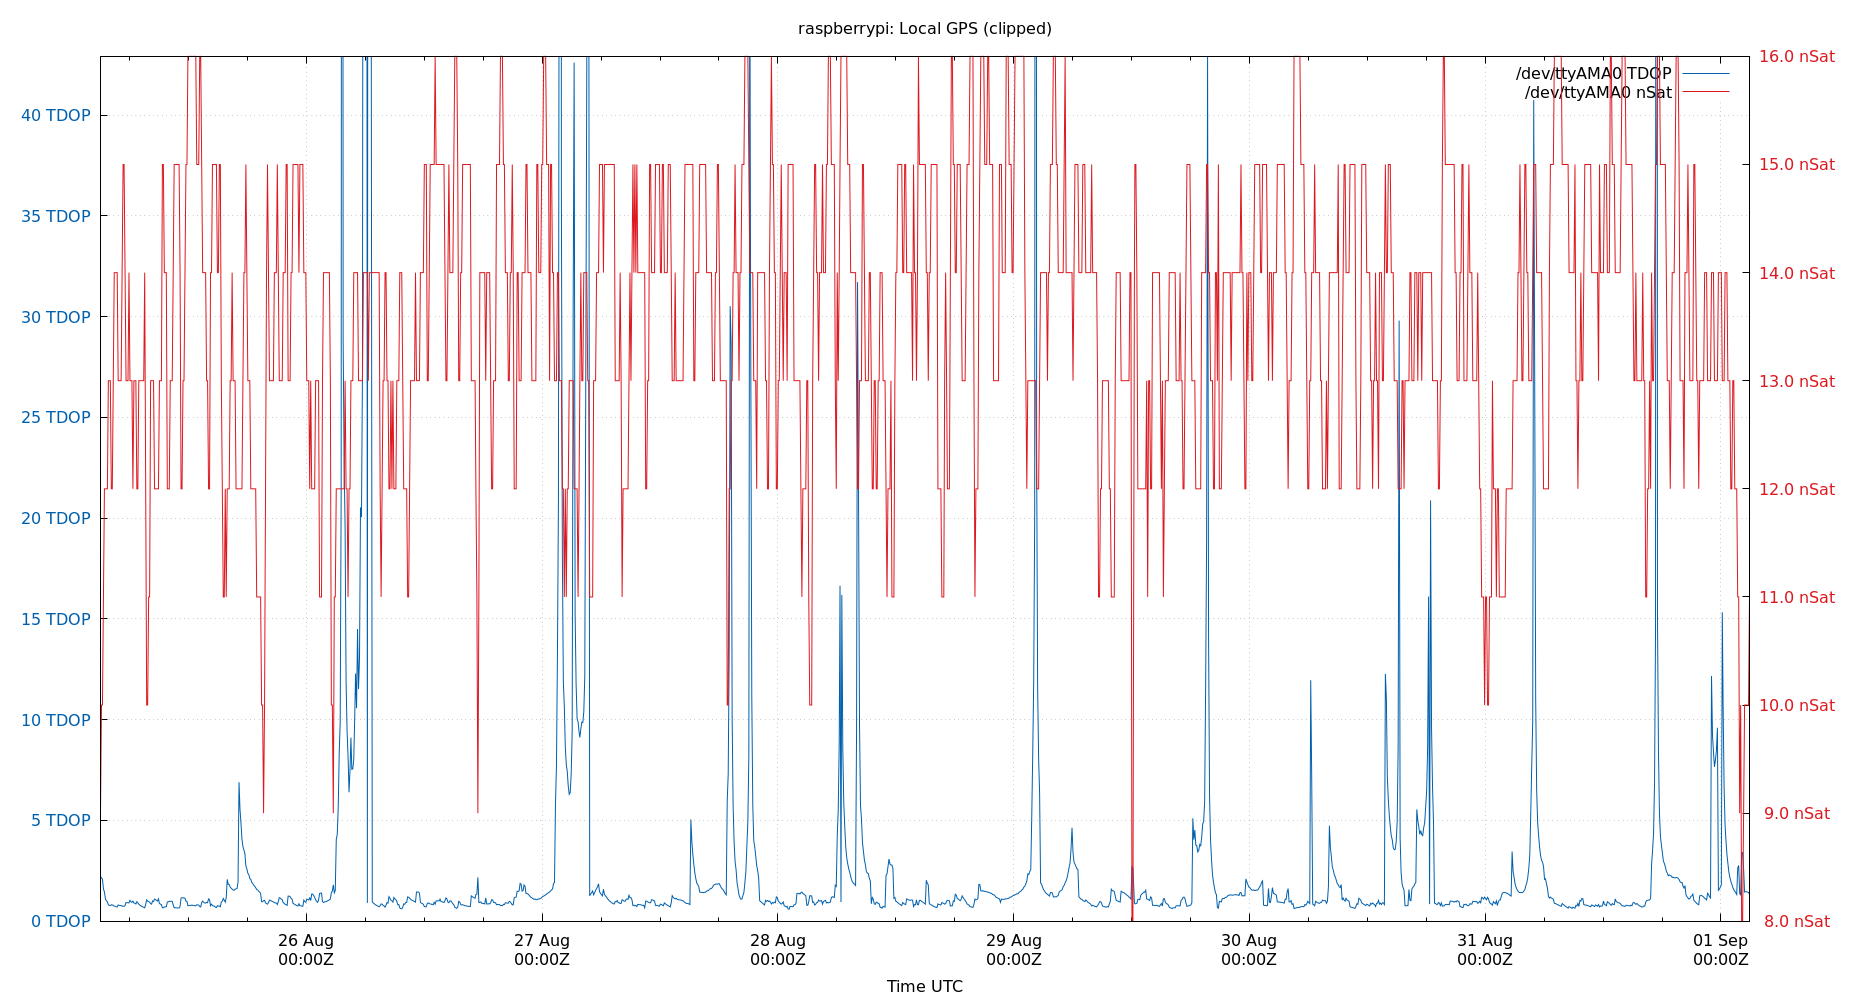 raspberrypi: Local GPS (clipped)
/dev/ttyAMA0 TDOP
/dev/ttyAMA0 nSat
40 TDOP
35 TDOP
30 TDOP
25 TDOP
20 TDOP
15 TDOP
10 TDOP
5 TDOP
0 TDOP
16.0 nSat
15.0 nSat
14.0 nSat
13.0 nSat
12.0 nSat
11.0 nSat
10.0 nSat
9.0 nSat
8.0 nSat
26 Aug
00:00Z
27 Aug
00:00Z
28 Aug
00:00Z
29 Aug
00:00Z
30 Aug
00:00Z
31 Aug
00:00Z
01 Sep
00:00Z
Time UTC